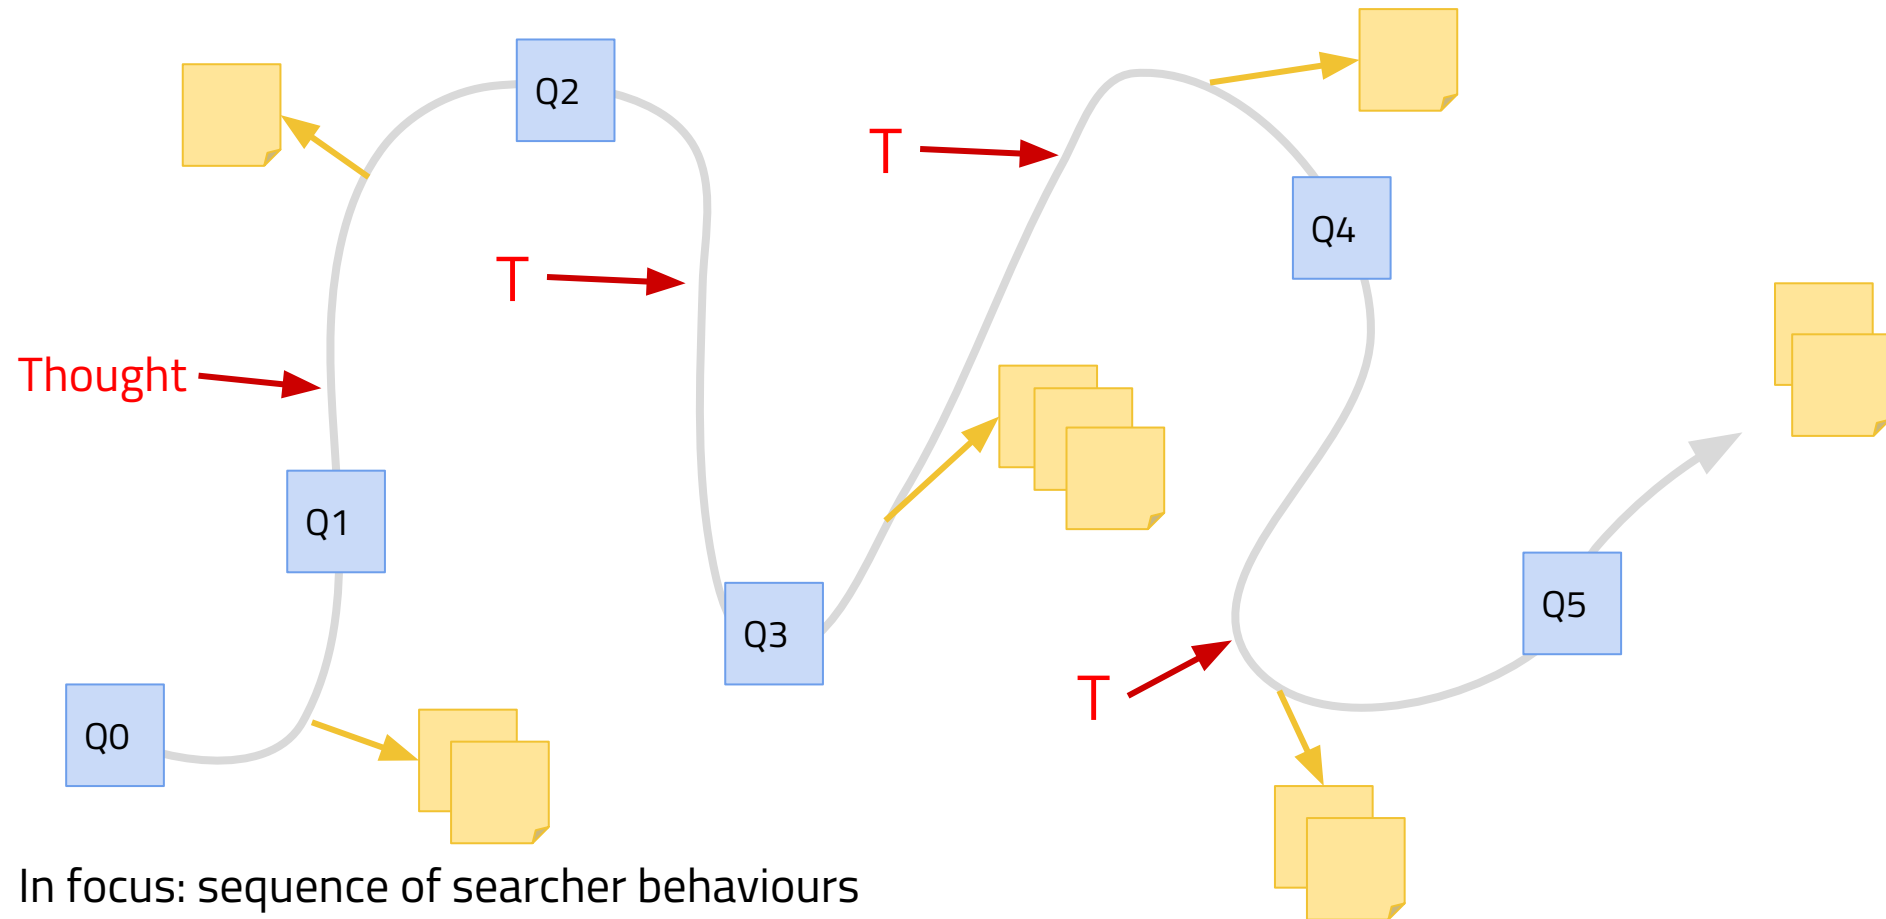 Q2
T
Q4
T
Thought
Q1
Q5
Q3
T
Q0
In focus: sequence of searcher behaviours